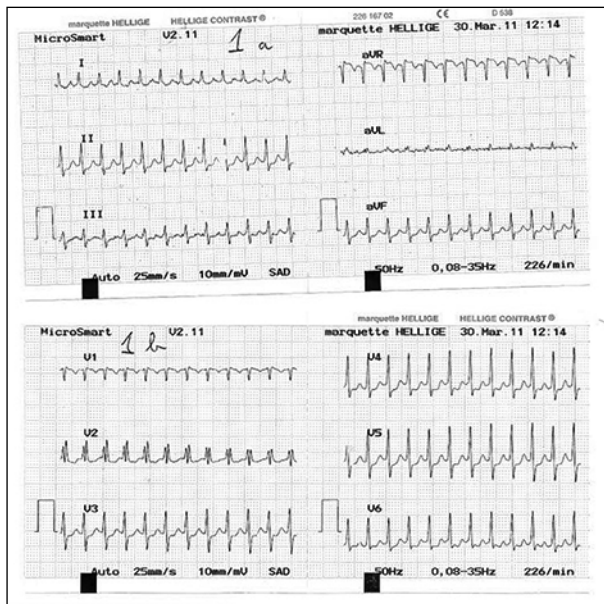 marquette HELLIGE HELLIGE CONTRAST ®
226 167 02 CE D 538
MicroSmart V2.11 1 a
marquette HELLIGE 30.Mar.11 12:14
I
aVR
II
aVL
III
aVF
Auto 25mm/s 10mm/mV SAD
50Hz 0,08-35Hz 226/min
marquette HELLIGE HELLIGE CONTRAST ®
MicroSmart V2.11
1 b
marquette HELLIGE 30.Mar.11 12:14
V1
V4
V2
V5
V3
V6
Auto 25mm/s 10mm/mV SAD
50Hz 0,08-35Hz 226/min